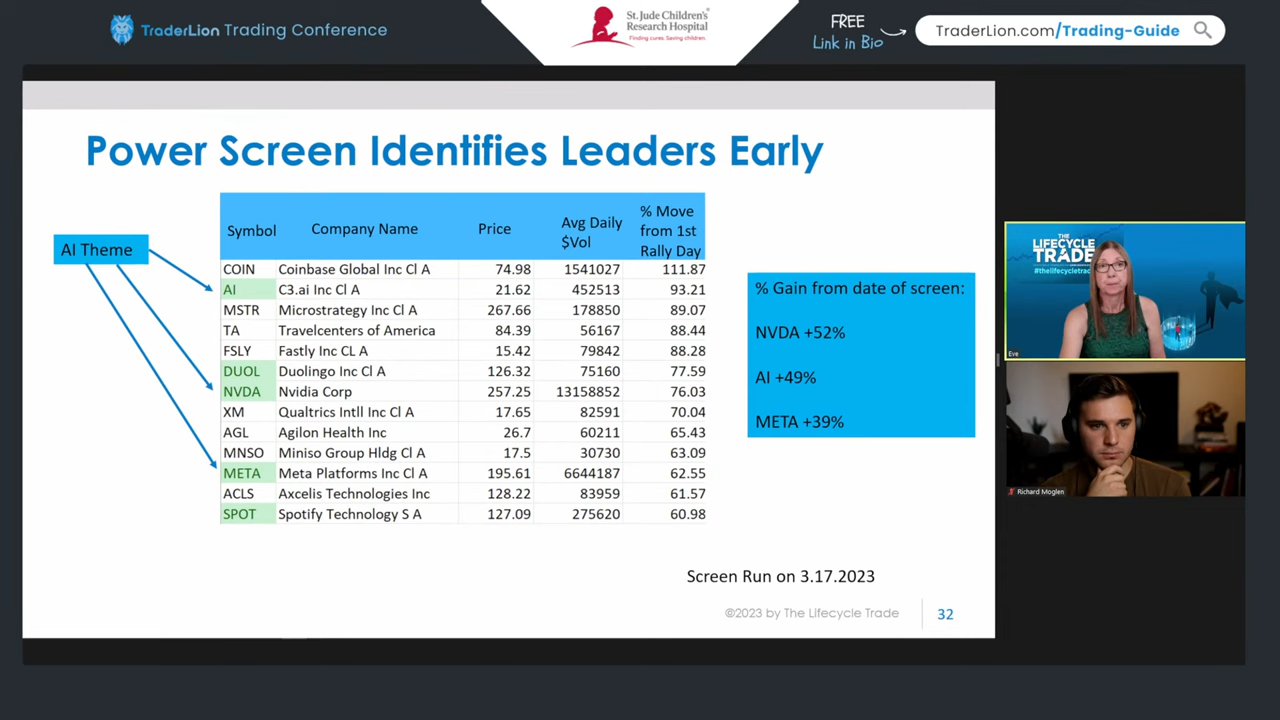 TraderLion Trading Conference
St. Jude Children's
Research Hospital
Finding cures. Saving children.
FREE
Link in Bio
TraderLion.com/Trading-Guide
Power Screen Identifies Leaders Early
AI Theme
Symbol Company Name Price Avg Daily $Vol % Move from 1st Rally Day
COIN Coinbase Global Inc Cl A 74.98 1541027 111.87
AI C3.ai Inc Cl A 21.62 452513 93.21
MSTR Microstrategy Inc Cl A 267.66 178850 89.07
TA Travelcenters of America 84.39 56167 88.44
FSLY Fastly Inc CL A 15.42 79842 88.28
DUOL Duolingo Inc Cl A 126.32 75160 77.59
NVDA Nvidia Corp 257.25 13158852 76.03
XM Qualtrics Intll Inc Cl A 17.65 82591 70.04
AGL Agilon Health Inc 26.7 60211 65.43
MNSO Miniso Group Hldg Cl A 17.5 30730 63.09
META Meta Platforms Inc Cl A 195.61 6644187 62.55
ACLS Axcelis Technologies Inc 128.22 83959 61.57
SPOT Spotify Technology S A 127.09 275620 60.98
% Gain from date of screen:
NVDA +52%
AI +49%
META +39%
Screen Run on 3.17.2023
©2023 by The Lifecycle Trade
32
THE
LIFECYCLE
TRADE
#thelifecycletrad
Eve
Richard Moglen